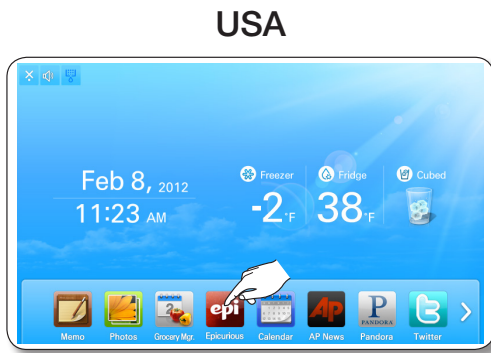 USA
Freezer
Fridge
Cubed
Feb 8, 2012
-2°F
38°F
11:23 AM
2
epi
AP
P
PANDORA
Memo
Photos
Grocery Mgr.
Epicurious
Calendar
AP News
Pandora
Twitter